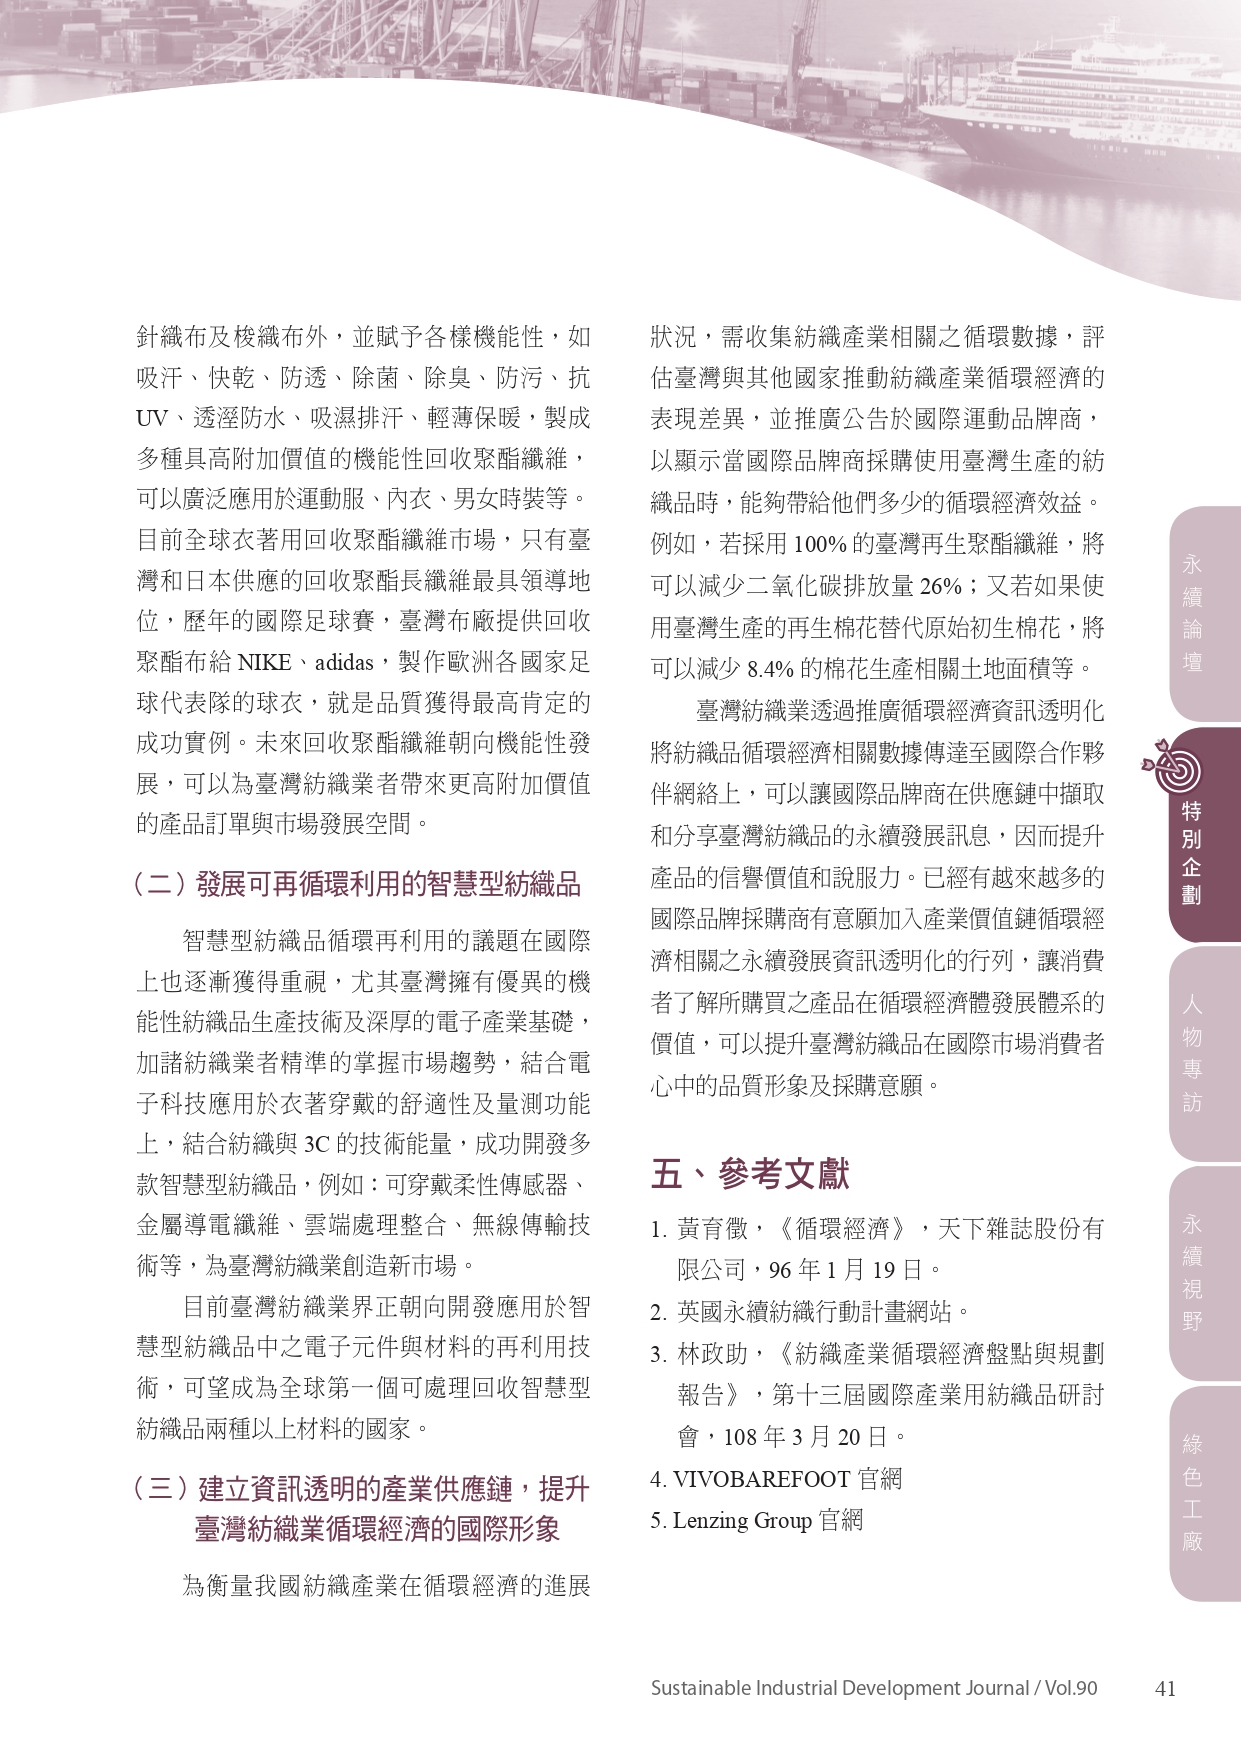 針織布及梭織布外，並賦予各樣機能性，如
吸汗、快乾、防透、除菌、除臭、防污、抗
UV、透溼防水、吸濕排汗、輕薄保暖，製成
多種具高附加價值的機能性回收聚酯纖維，
可以廣泛應用於運動服、內衣、男女時裝等。
目前全球衣著用回收聚酯纖維市場，只有臺
灣和日本供應的回收聚酯長纖維最具領導地
位，歷年的國際足球賽，臺灣布廠提供回收
聚酯布給 NIKE、adidas，製作歐洲各國家足
球代表隊的球衣，就是品質獲得最高肯定的
成功實例。未來回收聚酯纖維朝向機能性發
展，可以為臺灣紡織業者帶來更高附加價值
的產品訂單與市場發展空間。
（二）發展可再循環利用的智慧型紡織品
智慧型紡織品循環再利用的議題在國際
上也逐漸獲得重視，尤其臺灣擁有優異的機
能性紡織品生產技術及深厚的電子產業基礎，
加諸紡織業者精準的掌握市場趨勢，結合電
子科技應用於衣著穿戴的舒適性及量測功能
上，結合紡織與 3C 的技術能量，成功開發多
款智慧型紡織品，例如：可穿戴柔性傳感器、
金屬導電纖維、雲端處理整合、無線傳輸技
術等，為臺灣紡織業創造新市場。
目前臺灣紡織業界正朝向開發應用於智
慧型紡織品中之電子元件與材料的再利用技
術，可望成為全球第一個可處理回收智慧型
紡織品兩種以上材料的國家。
（三）建立資訊透明的產業供應鏈，提升
臺灣紡織業循環經濟的國際形象
為衡量我國紡織產業在循環經濟的進展
狀況，需收集紡織產業相關之循環數據，評
估臺灣與其他國家推動紡織產業循環經濟的
表現差異，並推廣公告於國際運動品牌商，
以顯示當國際品牌商採購使用臺灣生產的紡
織品時，能夠帶給他們多少的循環經濟效益。
例如，若採用 100% 的臺灣再生聚酯纖維，將
可以減少二氧化碳排放量 26%；又若如果使
用臺灣生產的再生棉花替代原始初生棉花，將
可以減少 8.4% 的棉花生產相關土地面積等。
臺灣紡織業透過推廣循環經濟資訊透明化
將紡織品循環經濟相關數據傳達至國際合作夥
伴網絡上，可以讓國際品牌商在供應鏈中擷取
和分享臺灣紡織品的永續發展訊息，因而提升
產品的信譽價值和說服力。已經有越來越多的
國際品牌採購商有意願加入產業價值鏈循環經
濟相關之永續發展資訊透明化的行列，讓消費
者了解所購買之產品在循環經濟體發展體系的
價值，可以提升臺灣紡織品在國際市場消費者
心中的品質形象及採購意願。
五、參考文獻
1. 黃育徵，《循環經濟》，天下雜誌股份有
限公司，96 年 1 月 19 日。
2. 英國永續紡織行動計畫網站。
3. 林政助，《紡織產業循環經濟盤點與規劃
報告》，第十三屆國際產業用紡織品研討
會，108 年 3 月 20 日。
4. VIVOBAREFOOT 官網
5. Lenzing Group 官網
永續論壇
特別企劃
人物專訪
永續視野
綠色工廠
Sustainable Industrial Development Journal / Vol.90
41